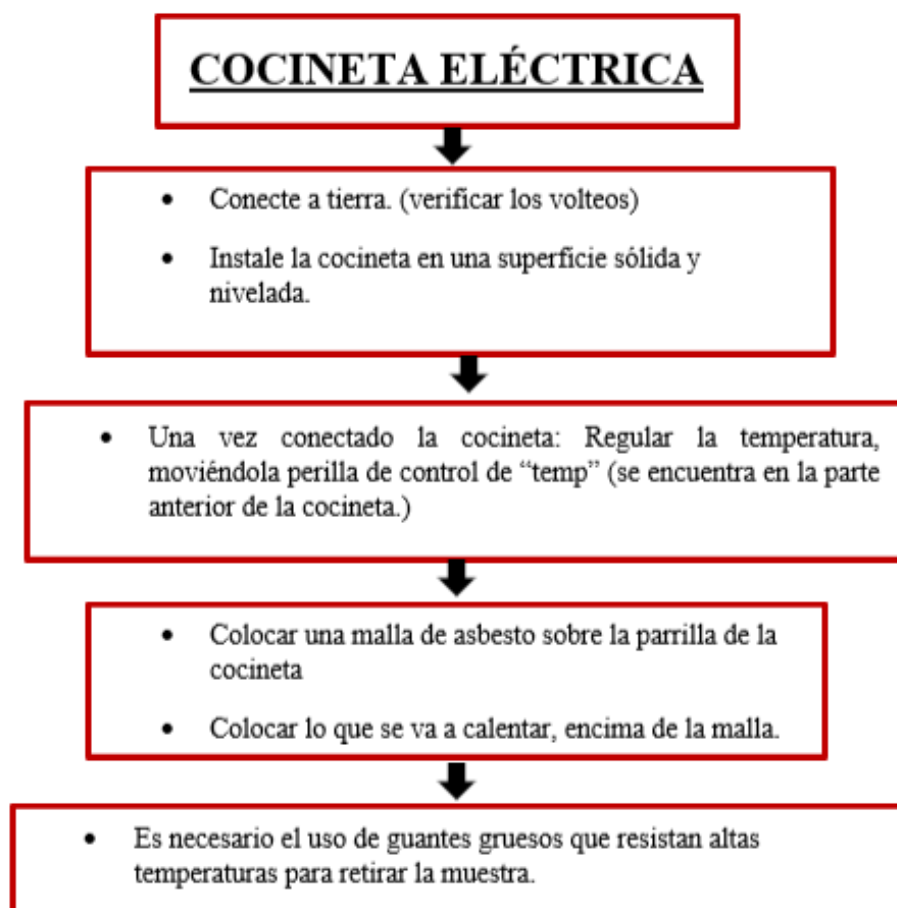 COCINETA ELÉCTRICA
• Conecte a tierra. (verificar los volteos)
• Instale la cocineta en una superfície sólida y
nivelada.
• Una vez conectado la cocineta: Regular la temperatura,
moviéndola perilla de control de “temp” (se encuentra en la parte
anterior de la cocineta.)
• Colocar una malla de asbesto sobre la parrilla de la
cocineta
• Colocar lo que se va a calentar, encima de la malla.
• Es necesario el uso de guantes gruesos que resistan altas
temperaturas para retirar la muestra.